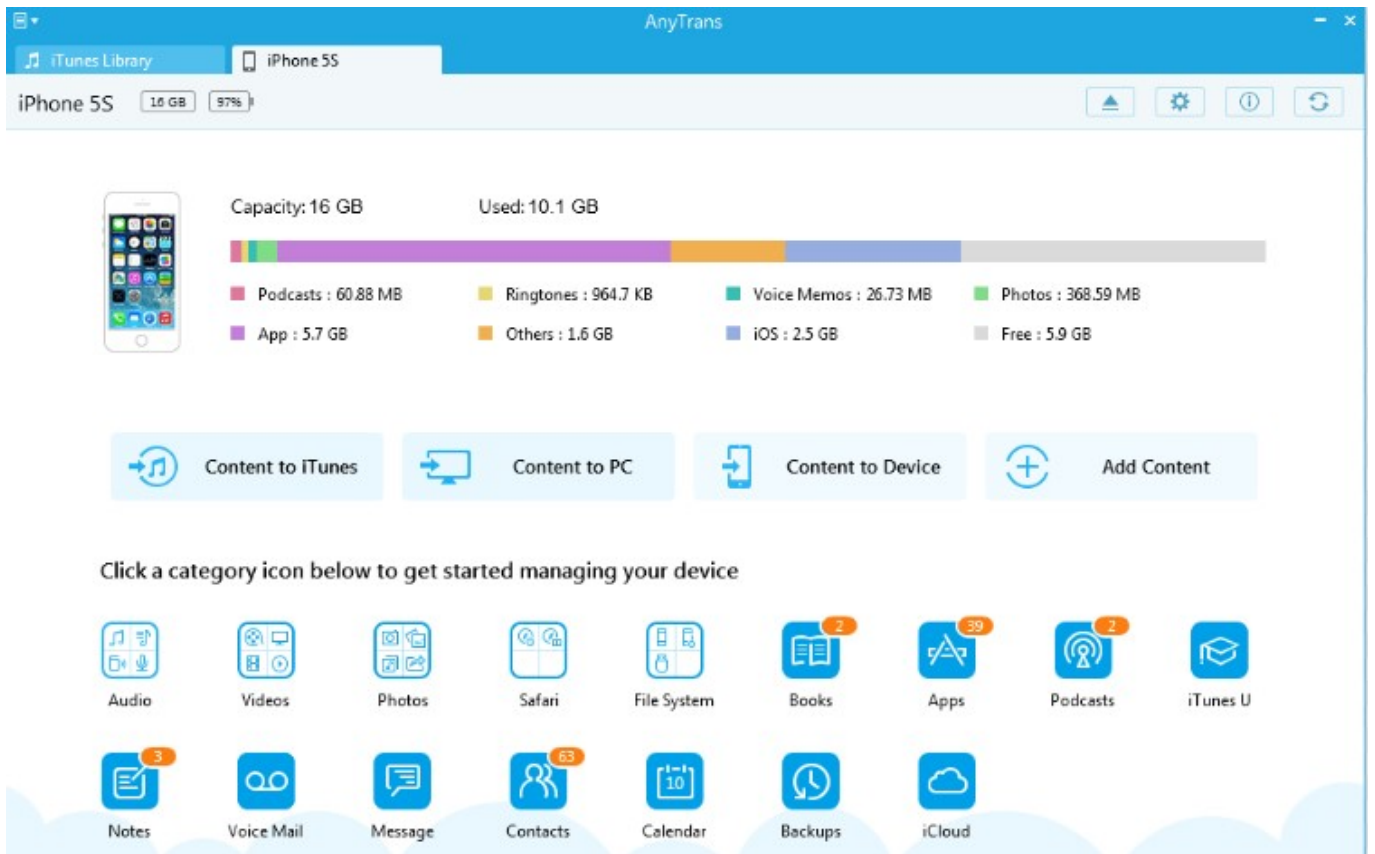 AnyTrans
iTunes Library iPhone 5S
iPhone 5S 16 GB 97%
Capacity: 16 GB Used: 10.1 GB
Podcasts : 60.88 MB Ringtones : 964.7 KB Voice Memos : 26.73 MB Photos : 368.59 MB
App : 5.7 GB Others : 1.6 GB iOS : 2.5 GB Free : 5.9 GB
Content to iTunes Content to PC Content to Device Add Content
Click a category icon below to get started managing your device
2 39 2
Audio Videos Photos Safari File System Books Apps Podcasts iTunes U
3 63
10
Notes Voice Mail Message Contacts Calendar Backups iCloud